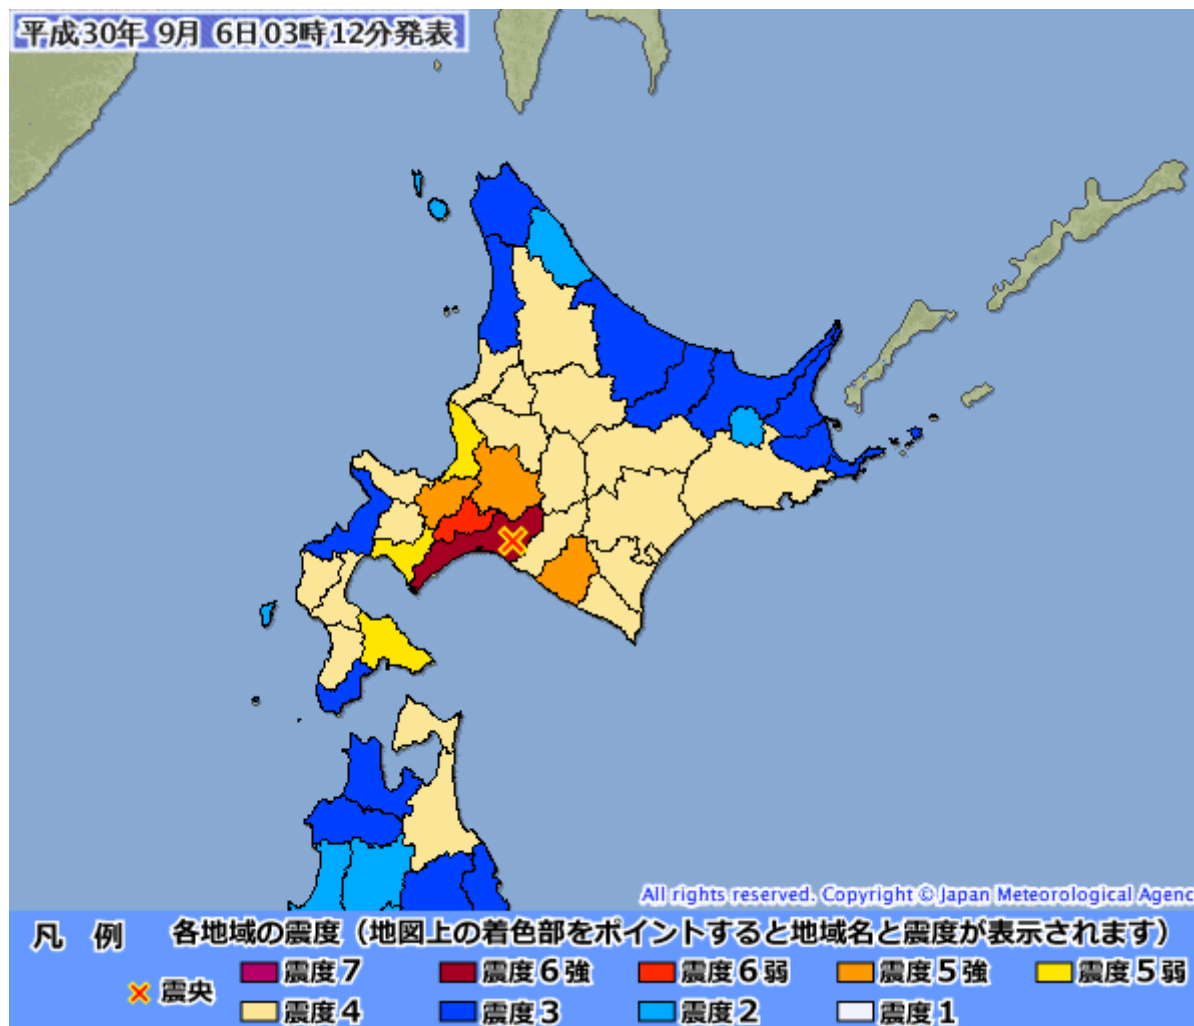 平成30年 9月 6日03時12分発表
All rights reserved. Copyright © Japan Meteorological Agenc
凡 例 各地域の震度（地図上の着色部をポイントすると地域名と震度が表示されます）
震央 震度7 震度6強 震度6弱 震度5強 震度5弱
震度4 震度3 震度2 震度1